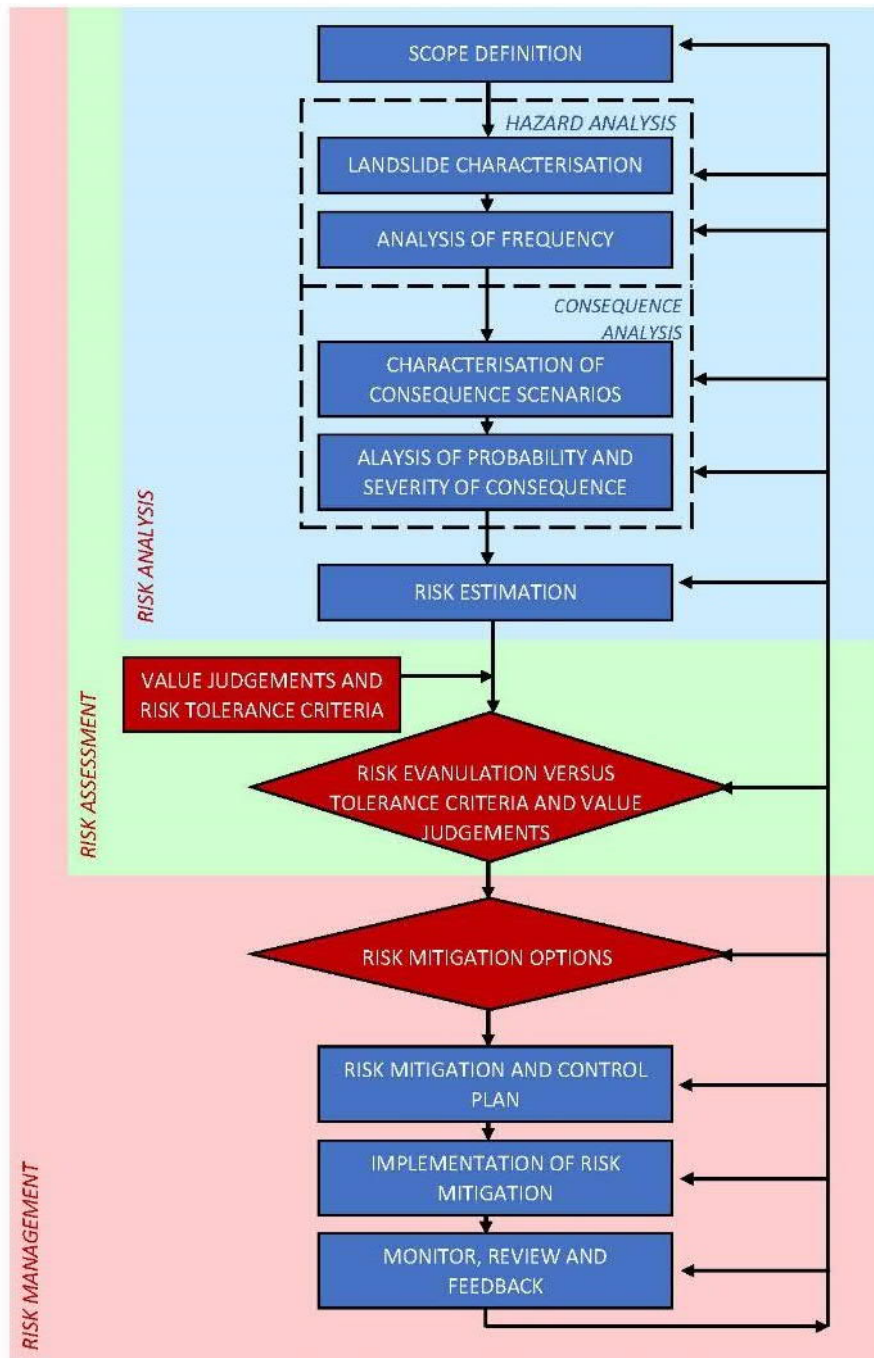 SCOPE DEFINITION
HAZARD ANALYSIS
LANDSLIDE CHARACTERISATION
ANALYSIS OF FREQUENCY
CONSEQUENCE
ANALYSIS
CHARACTERISATION OF
CONSEQUENCE SCENARIOS
ALAYSIS OF PROBABILITY AND
SEVERITY OF CONSEQUENCE
RISK ESTIMATION
RISK ANALYSIS
VALUE JUDGEMENTS AND
RISK TOLERANCE CRITERIA
RISK EVANULATION VERSUS
TOLERANCE CRITERIA AND VALUE
JUDGEMENTS
RISK ASSESSMENT
RISK MITIGATION OPTIONS
RISK MITIGATION AND CONTROL
PLAN
IMPLEMENTATION OF RISK
MITIGATION
MONITOR, REVIEW AND
FEEDBACK
RISK MANAGEMENT